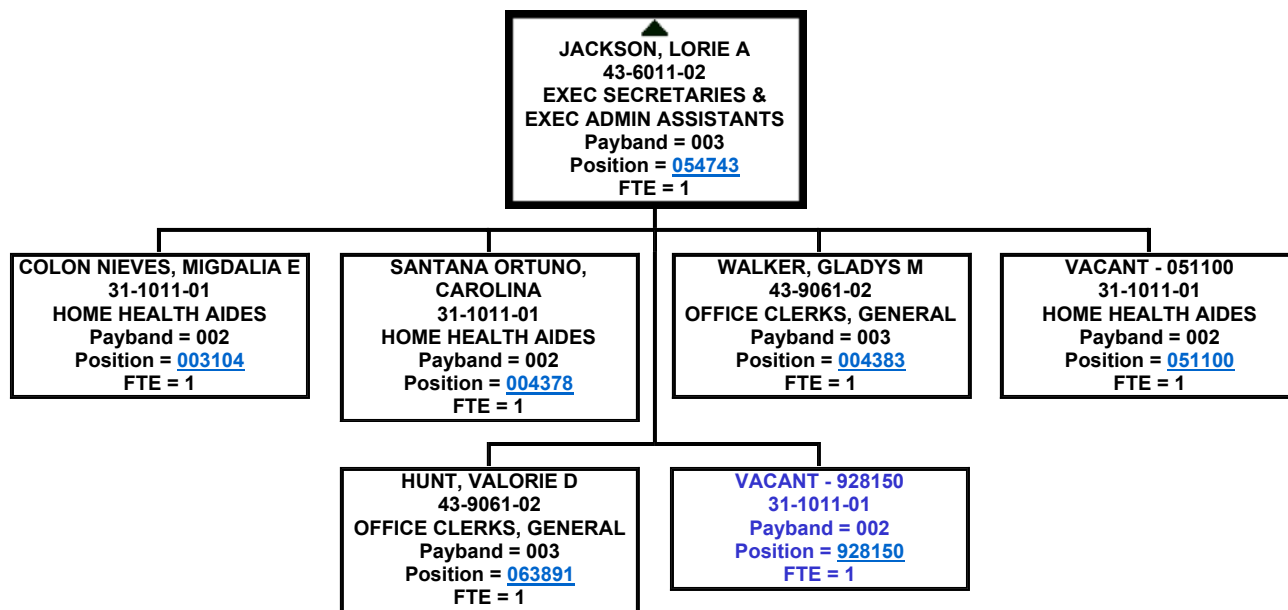 JACKSON, LORIE A
43-6011-02
EXEC SECRETARIES &
EXEC ADMIN ASSISTANTS
Payband = 003
Position = 054743
FTE = 1
COLON NIEVES, MIGDALIA E
31-1011-01
HOME HEALTH AIDES
Payband = 002
Position = 003104
FTE = 1
SANTANA ORTUNO,
CAROLINA
31-1011-01
HOME HEALTH AIDES
Payband = 002
Position = 004378
FTE = 1
WALKER, GLADYS M
43-9061-02
OFFICE CLERKS, GENERAL
Payband = 003
Position = 004383
FTE = 1
VACANT - 051100
31-1011-01
HOME HEALTH AIDES
Payband = 002
Position = 051100
FTE = 1
HUNT, VALORIE D
43-9061-02
OFFICE CLERKS, GENERAL
Payband = 003
Position = 063891
FTE = 1
VACANT - 928150
31-1011-01
Payband = 002
Position = 928150
FTE = 1